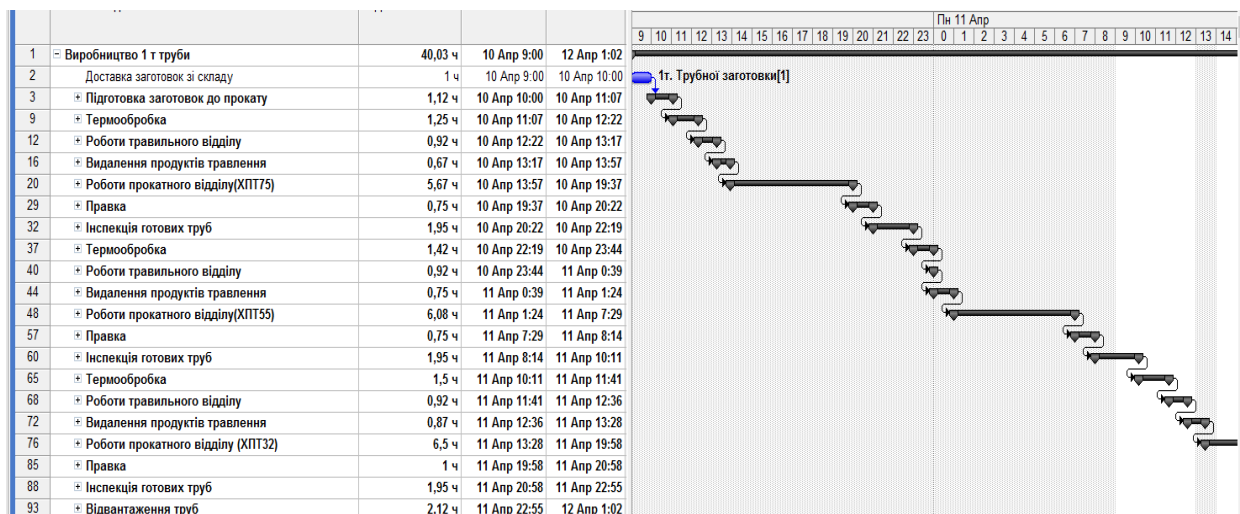 Пн 11 Апр
9 10 11 12 13 14 15 16 17 18 19 20 21 22 23 0 1 2 3 4 5 6 7 8 9 10 11 12 13 14
1 Виробництво 1 т труби 40,03 ч 10 Апр 9:00 12 Апр 1:02
2 Доставка заготовок зі складу 1 ч 10 Апр 9:00 10 Апр 10:00 1т. Трубної заготовки[1]
3 Підготовка заготовок до прокату 1,12 ч 10 Апр 10:00 10 Апр 11:07
9 Термообробка 1,25 ч 10 Апр 11:07 10 Апр 12:22
12 Роботи травильного відділу 0,92 ч 10 Апр 12:22 10 Апр 13:17
16 Видалення продуктів травлення 0,67 ч 10 Апр 13:17 10 Апр 13:57
20 Роботи прокатного відділу(ХПТ75) 5,67 ч 10 Апр 13:57 10 Апр 19:37
29 Правка 0,75 ч 10 Апр 19:37 10 Апр 20:22
32 Інспекція готових труб 1,95 ч 10 Апр 20:22 10 Апр 22:19
37 Термообробка 1,42 ч 10 Апр 22:19 10 Апр 23:44
40 Роботи травильного відділу 0,92 ч 10 Апр 23:44 11 Апр 0:39
44 Видалення продуктів травлення 0,75 ч 11 Апр 0:39 11 Апр 1:24
48 Роботи прокатного відділу(ХПТ55) 6,08 ч 11 Апр 1:24 11 Апр 7:29
57 Правка 0,75 ч 11 Апр 7:29 11 Апр 8:14
60 Інспекція готових труб 1,95 ч 11 Апр 8:14 11 Апр 10:11
65 Термообробка 1,5 ч 11 Апр 10:11 11 Апр 11:41
68 Роботи травильного відділу 0,92 ч 11 Апр 11:41 11 Апр 12:36
72 Видалення продуктів травлення 0,87 ч 11 Апр 12:36 11 Апр 13:28
76 Роботи прокатного відділу (ХПТ32) 6,5 ч 11 Апр 13:28 11 Апр 19:58
85 Правка 1 ч 11 Апр 19:58 11 Апр 20:58
88 Інспекція готових труб 1,95 ч 11 Апр 20:58 11 Апр 22:55
93 Відвантаження труб 2,12 ч 11 Апр 22:55 12 Апр 1:02